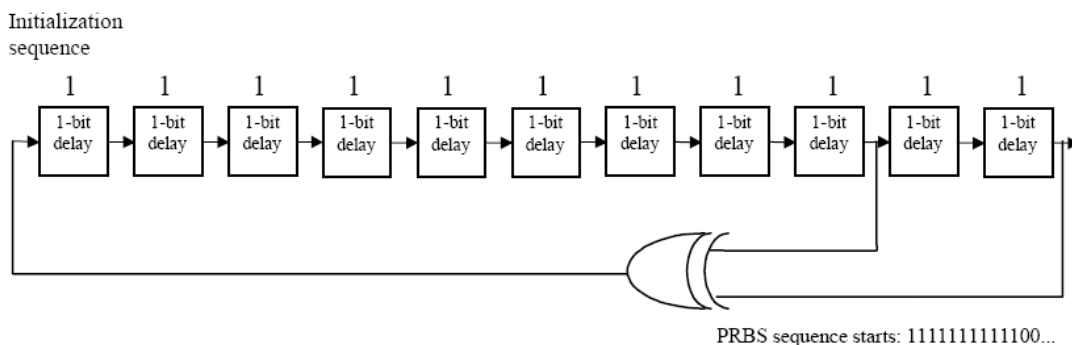 Initialization
sequence
1 1 1 1 1 1 1 1 1 1 1
1-bit 1-bit 1-bit 1-bit 1-bit 1-bit 1-bit 1-bit 1-bit 1-bit 1-bit
delay delay delay delay delay delay delay delay delay delay delay
PRBS sequence starts: 1111111111100...